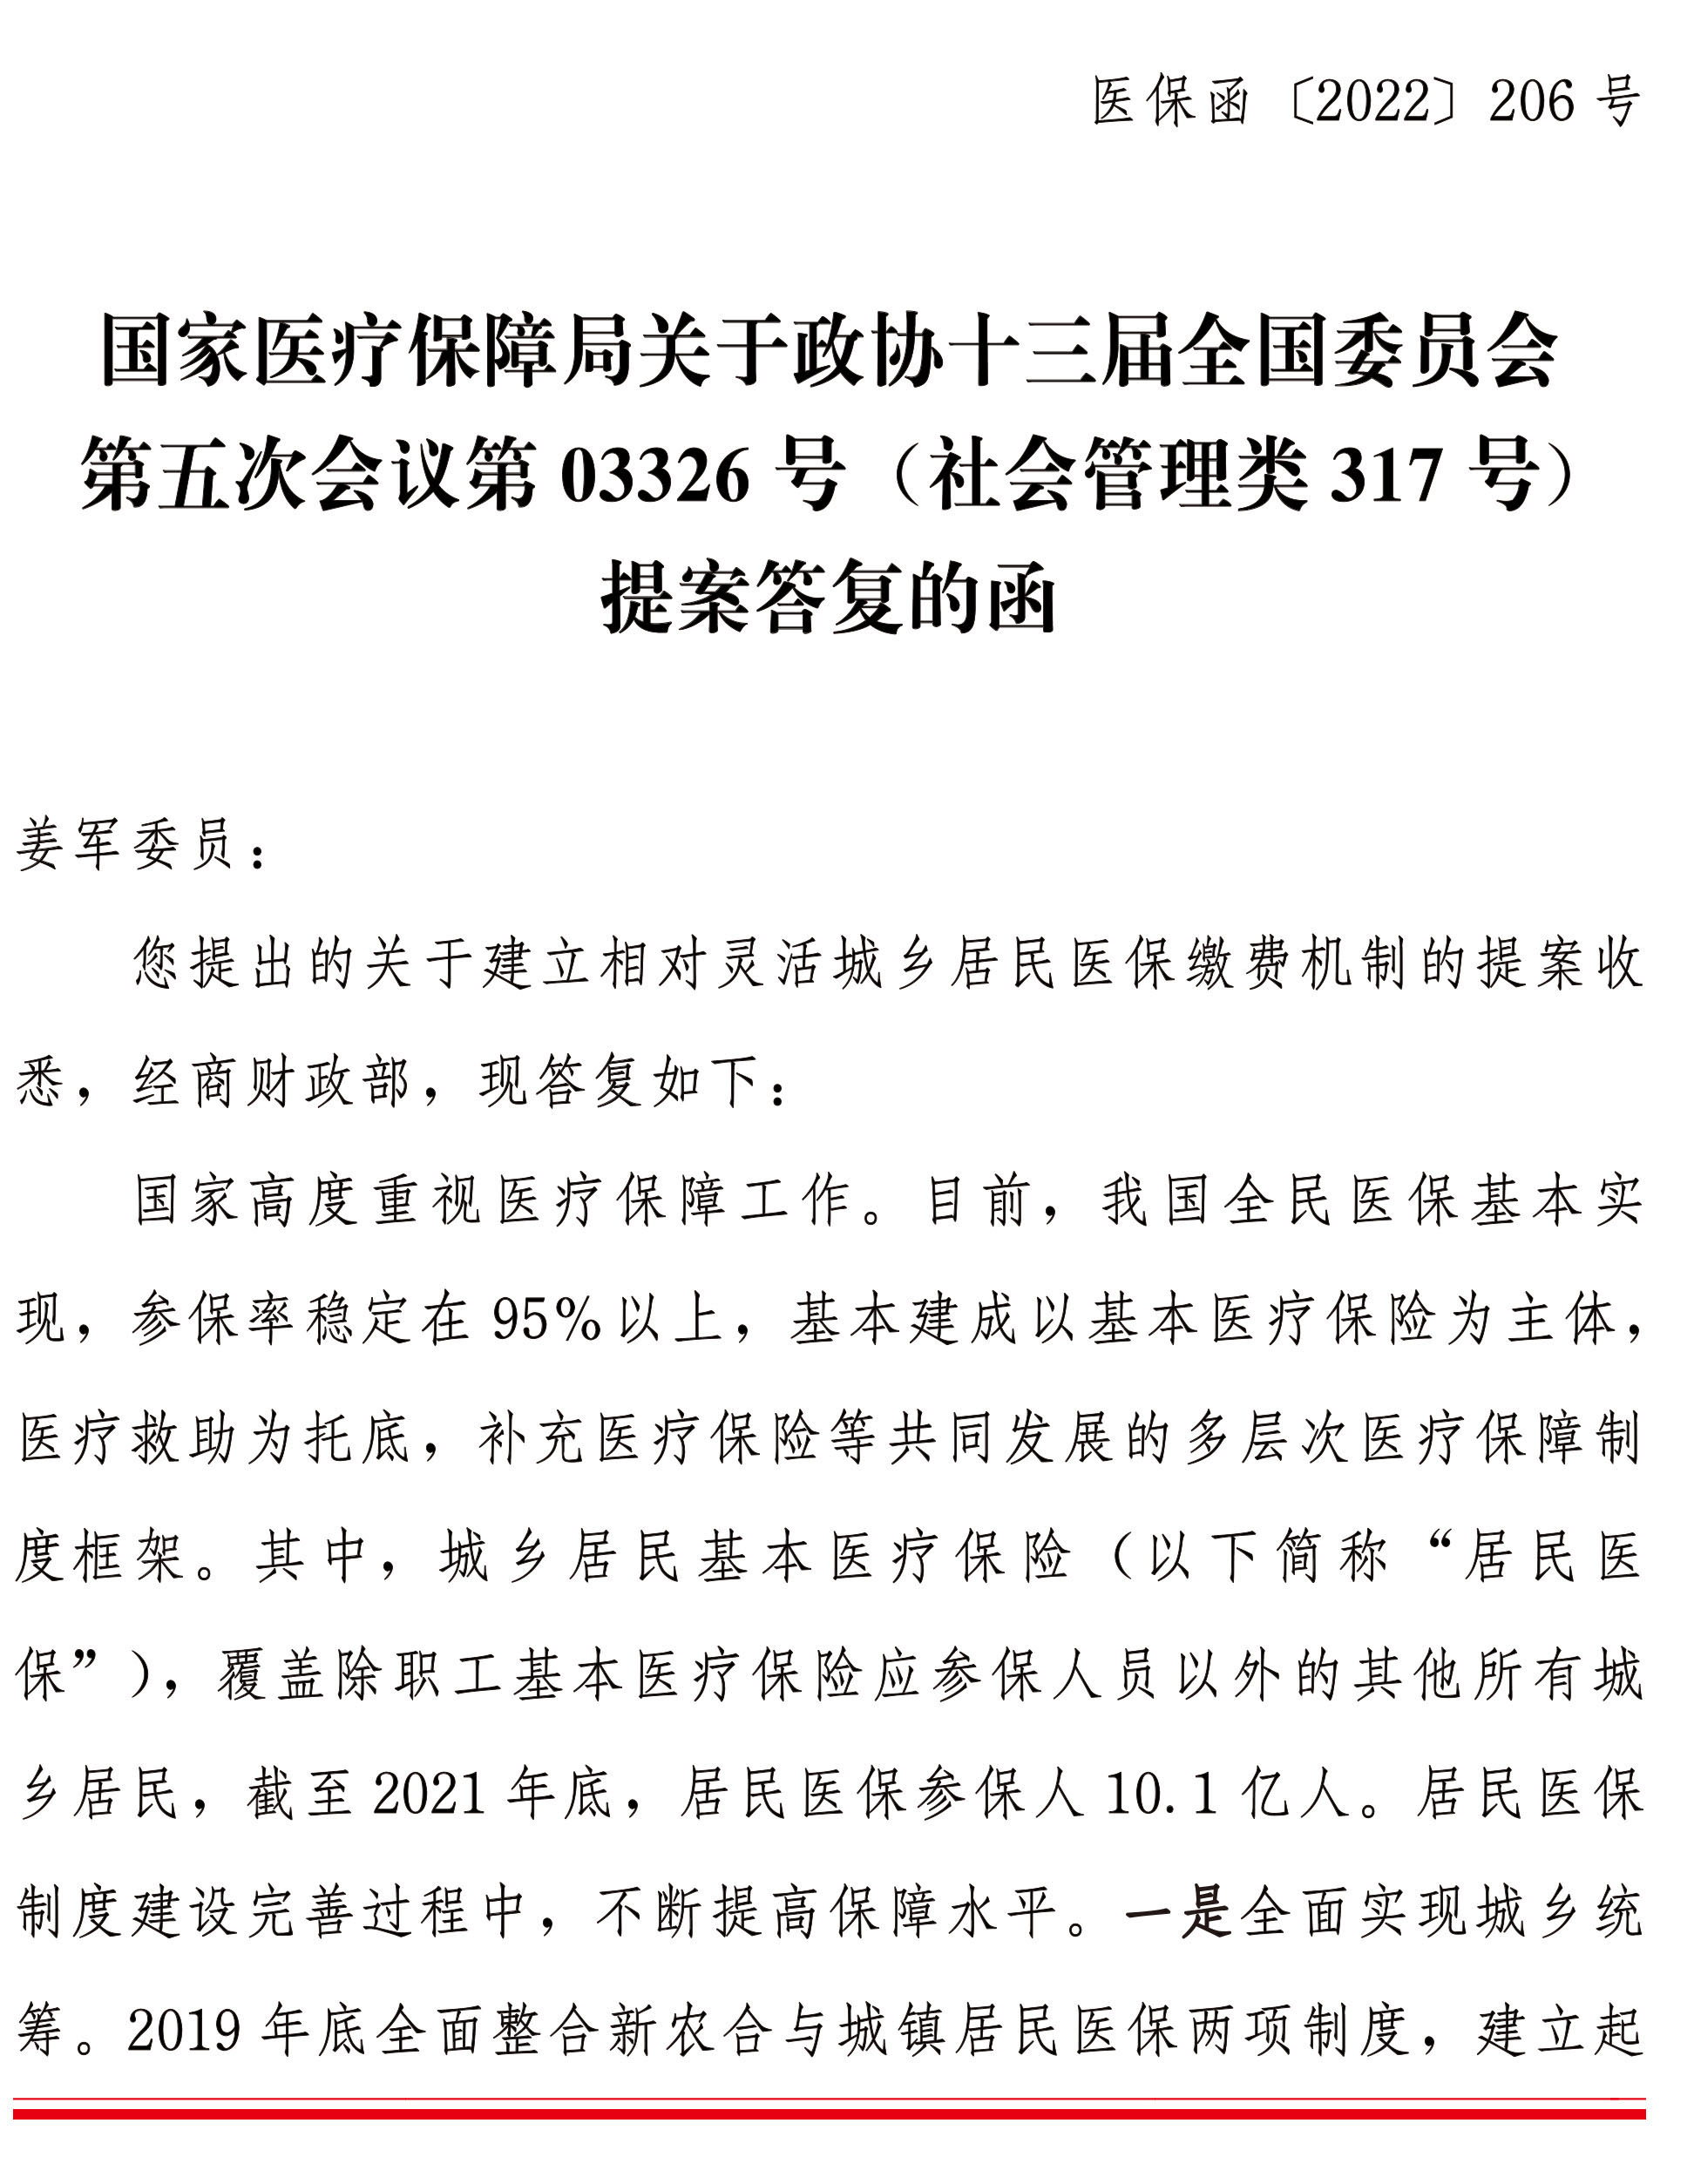 医保函〔2022〕206 号
国家医疗保障局关于政协十三届全国委员会
第五次会议第 03326 号（社会管理类 317 号）
提案答复的函
姜军委员：
您提出的关于建立相对灵活城乡居民医保缴费机制的提案收
悉，经商财政部，现答复如下：
国家高度重视医疗保障工作。目前，我国全民医保基本实
现，参保率稳定在 95%以上，基本建成以基本医疗保险为主体，
医疗救助为托底，补充医疗保险等共同发展的多层次医疗保障制
度框架。其中，城乡居民基本医疗保险（以下简称“居民医
保”），覆盖除职工基本医疗保险应参保人员以外的其他所有城
乡居民，截至 2021 年底，居民医保参保人 10.1 亿人。居民医保
制度建设完善过程中，不断提高保障水平。一是全面实现城乡统
筹。2019 年底全面整合新农合与城镇居民医保两项制度，建立起